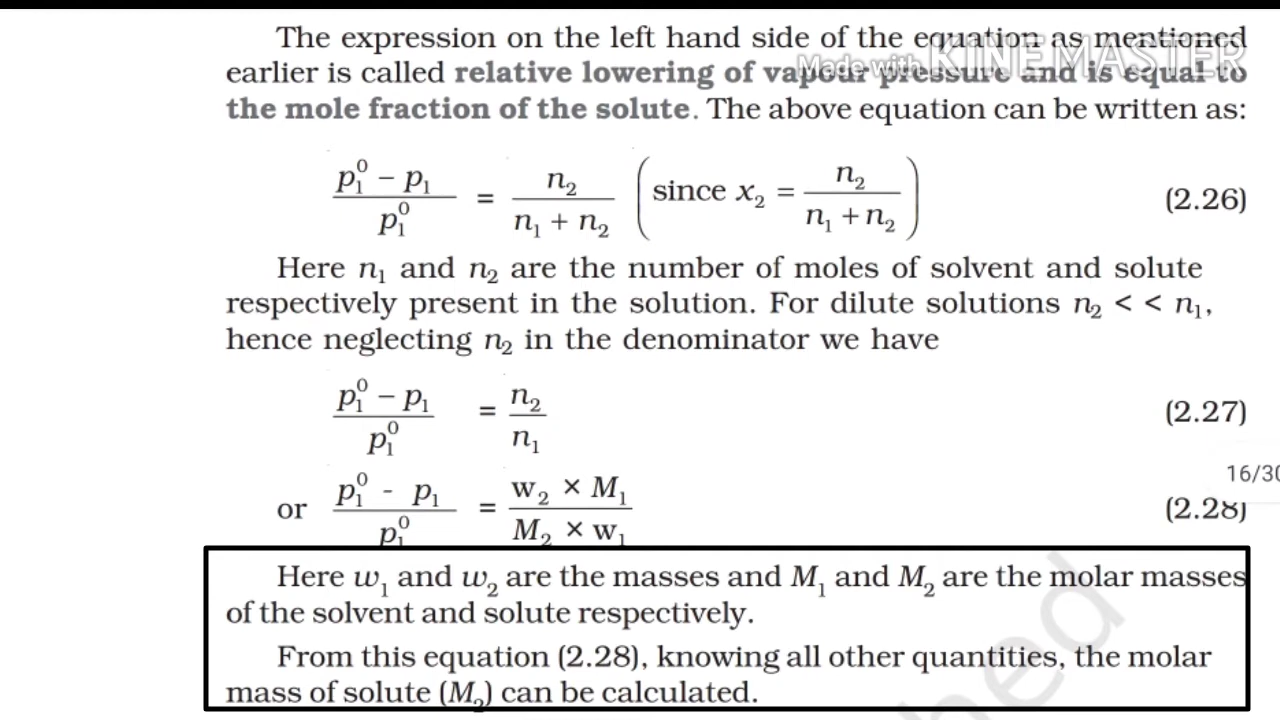 The expression on the left hand side of the equation as mentioned
Made with KINEMASTER
earlier is called relative lowering of vapour pressure and is equal to
the mole fraction of the solute. The above equation can be written as:
p₁⁰ − p₁ / p₁⁰ = n₂ / n₁ + n₂ (since x₂ = n₂ / n₁ + n₂) (2.26)
Here n₁ and n₂ are the number of moles of solvent and solute
respectively present in the solution. For dilute solutions n₂ < < n₁,
hence neglecting n₂ in the denominator we have
p₁⁰ − p₁ / p₁⁰ = n₂ / n₁ (2.27)
16/30
or p₁⁰ - p₁ / p₁⁰ = w₂ × M₁ / M₂ × w₁ (2.28)
Here w₁ and w₂ are the masses and M₁ and M₂ are the molar masses
of the solvent and solute respectively.
From this equation (2.28), knowing all other quantities, the molar
mass of solute (M₂) can be calculated.